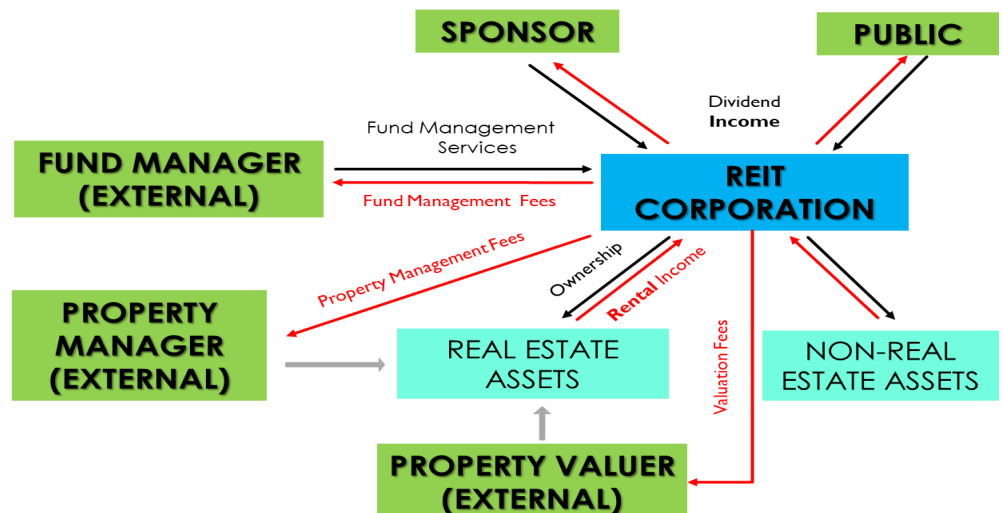 SPONSOR
PUBLIC
Dividend
Income
Fund Management
Services
FUND MANAGER
(EXTERNAL)
REIT
CORPORATION
Fund Management Fees
Property Management Fees
Ownership
Rental Income
Valuation Fees
PROPERTY
MANAGER
(EXTERNAL)
REAL ESTATE
ASSETS
NON-REAL
ESTATE ASSETS
PROPERTY VALUER
(EXTERNAL)